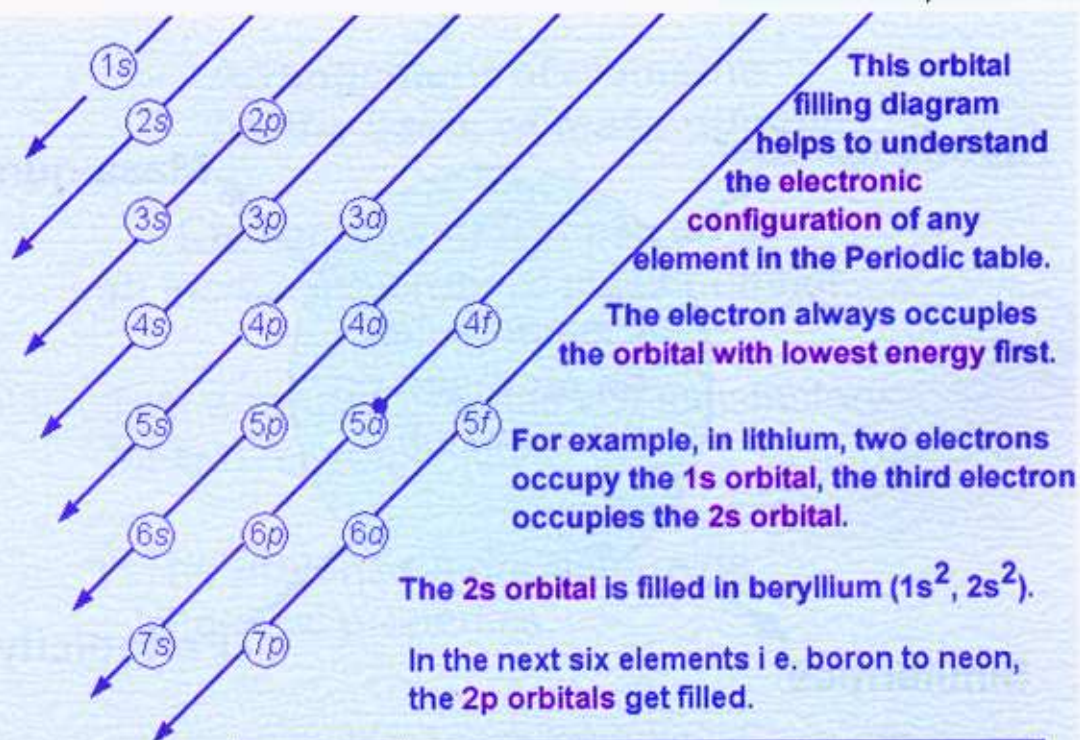 1s
2s 2p
3s 3p 3d
4s 4p 4d 4f
5s 5p 5d 5f
6s 6p 6d
7s 7p
This orbital
filling diagram
helps to understand
the electronic
configuration of any
element in the Periodic table.
The electron always occupies
the orbital with lowest energy first.
For example, in lithium, two electrons
occupy the 1s orbital, the third electron
occupies the 2s orbital.
The 2s orbital is filled in beryllium (1s², 2s²).
In the next six elements i e. boron to neon,
the 2p orbitals get filled.